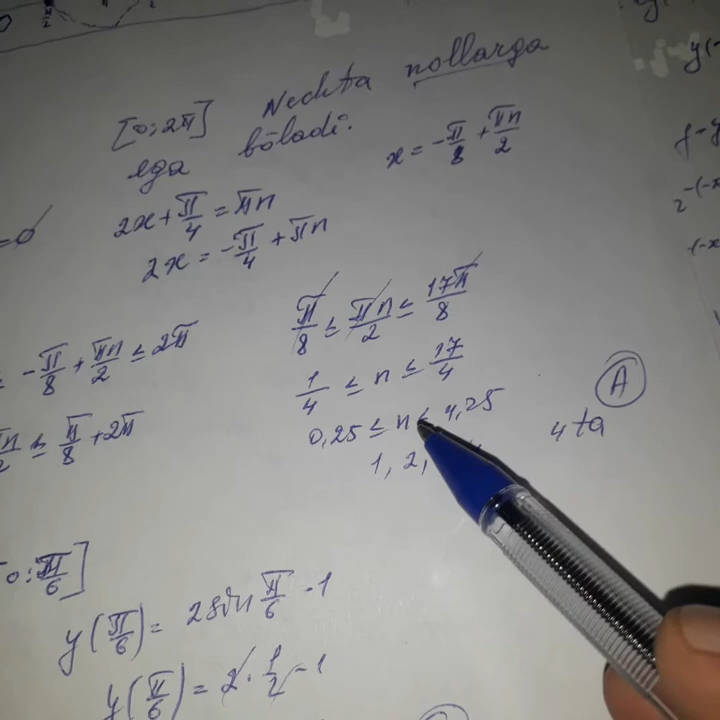 [0;2π] Nechta nollarga
ega bōladi.
x = -π/8 + πn/2
2x + π/4 = πn
2x = -π/4 + πn
= 0
-π/8 + πn/2 ≤ 2π
≤ π/8 + 2π
π/8 ≤ πn/2 ≤ 17π/8
1/4 ≤ n ≤ 17/4
0,25 ≤ n ≤ 4,25
1, 2,
4 ta
A
[0;π/6]
y(π/6) = 2sin π/6 - 1
y(π/6) = 2 · 1/2 - 1